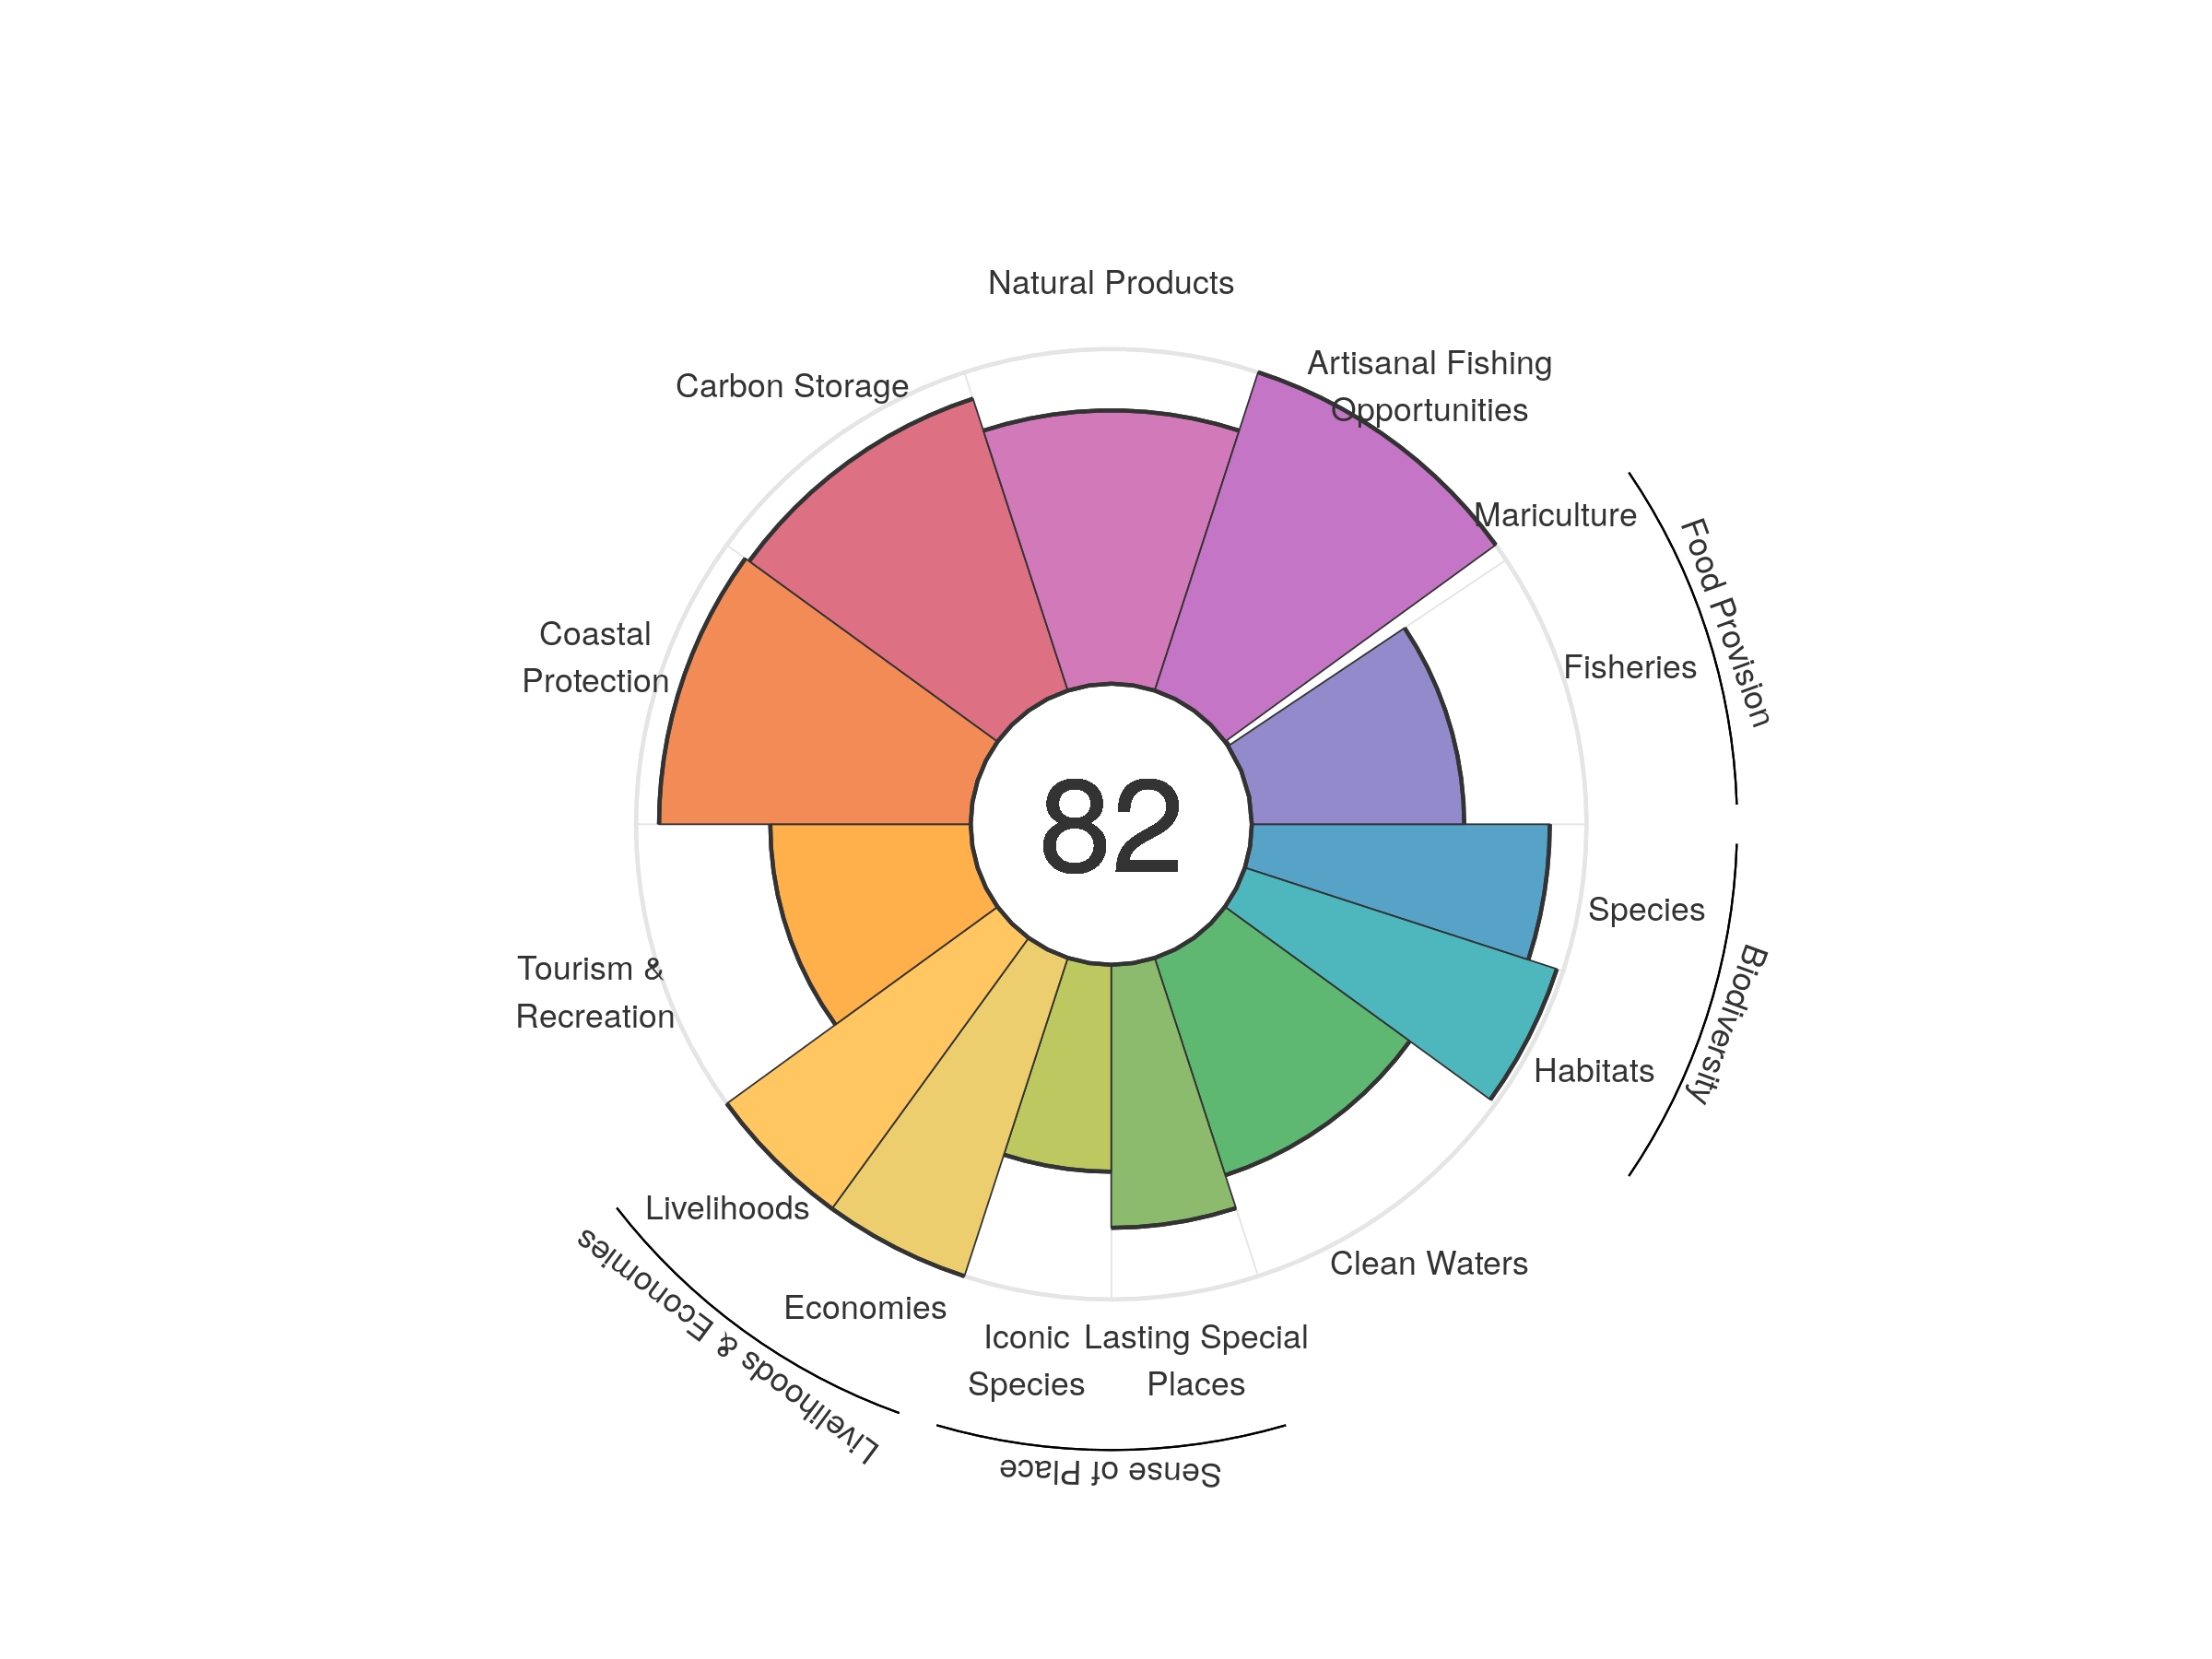 Natural Products
Artisanal Fishing
Opportunities
Carbon Storage
Mariculture
Food Provision
Fisheries
Coastal
Protection
82
Species
Biodiversity
Tourism &
Recreation
Habitats
Livelihoods
Clean Waters
Economies
Livelihoods & Economies
Iconic
Species
Lasting Special
Places
Sense of Place